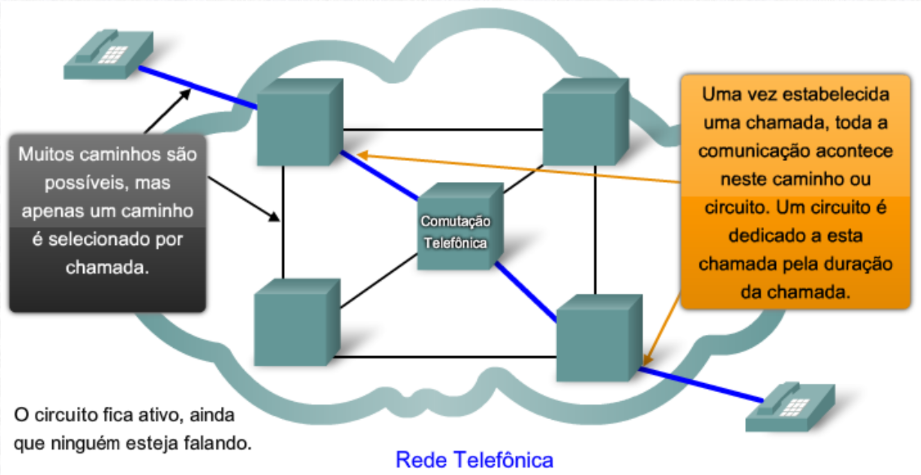 Muitos caminhos são
possíveis, mas
apenas um caminho
é selecionado por
chamada.
Uma vez estabelecida
uma chamada, toda a
comunicação acontece
neste caminho ou
circuito. Um circuito é
dedicado a esta
chamada pela duração
da chamada.
Comutação
Telefônica
O circuito fica ativo, ainda
que ninguém esteja falando.
Rede Telefônica